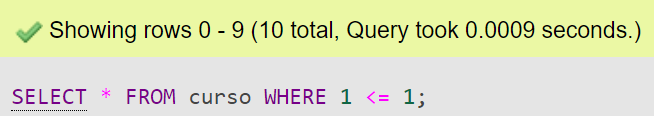 Showing rows 0 - 9 (10 total, Query took 0.0009 seconds.)
SELECT * FROM curso WHERE 1 <= 1;